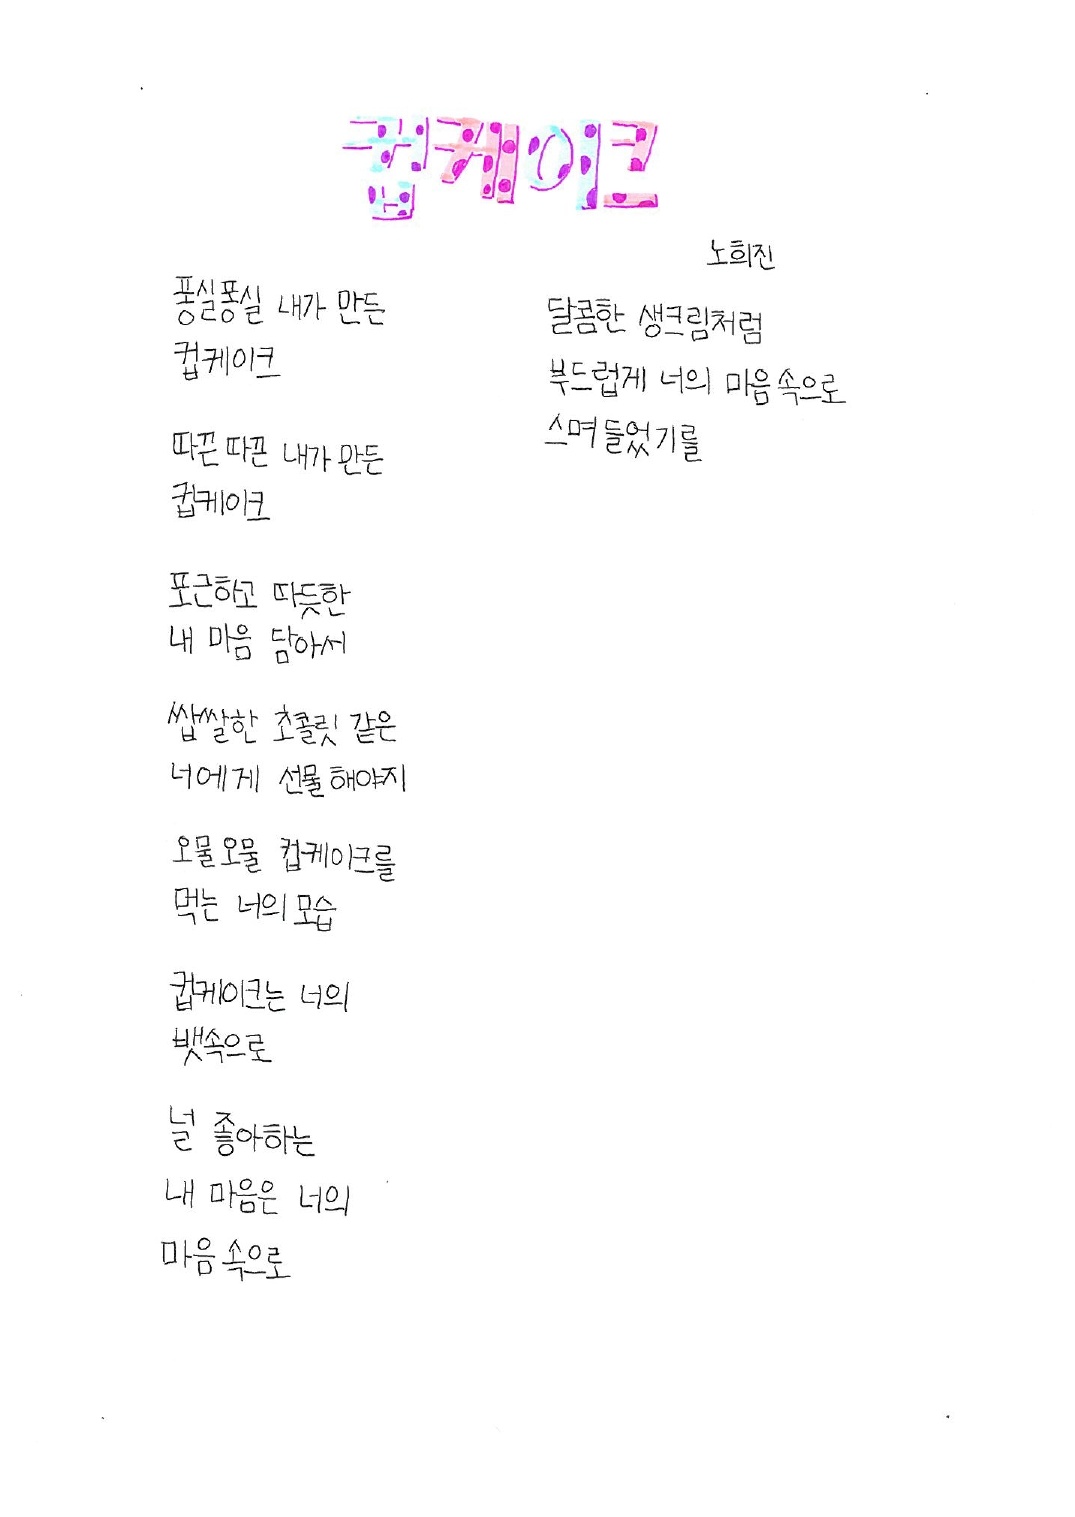 컵케이크
노희진
퐁실퐁실 내가 만든
컵케이크
따끈따끈 내가 만든
컵케이크
포근하고 따듯한
내 마음 담아서
쌉쌀한 초콜릿 같은
너에게 선물해야지
오물오물 컵케이크를
먹는 너의 모습
컵케이크는 너의
뱃속으로
널 좋아하는
내 마음은 너의
마음 속으로
달콤한 생크림처럼
부드럽게 너의 마음속으로
스며들었기를